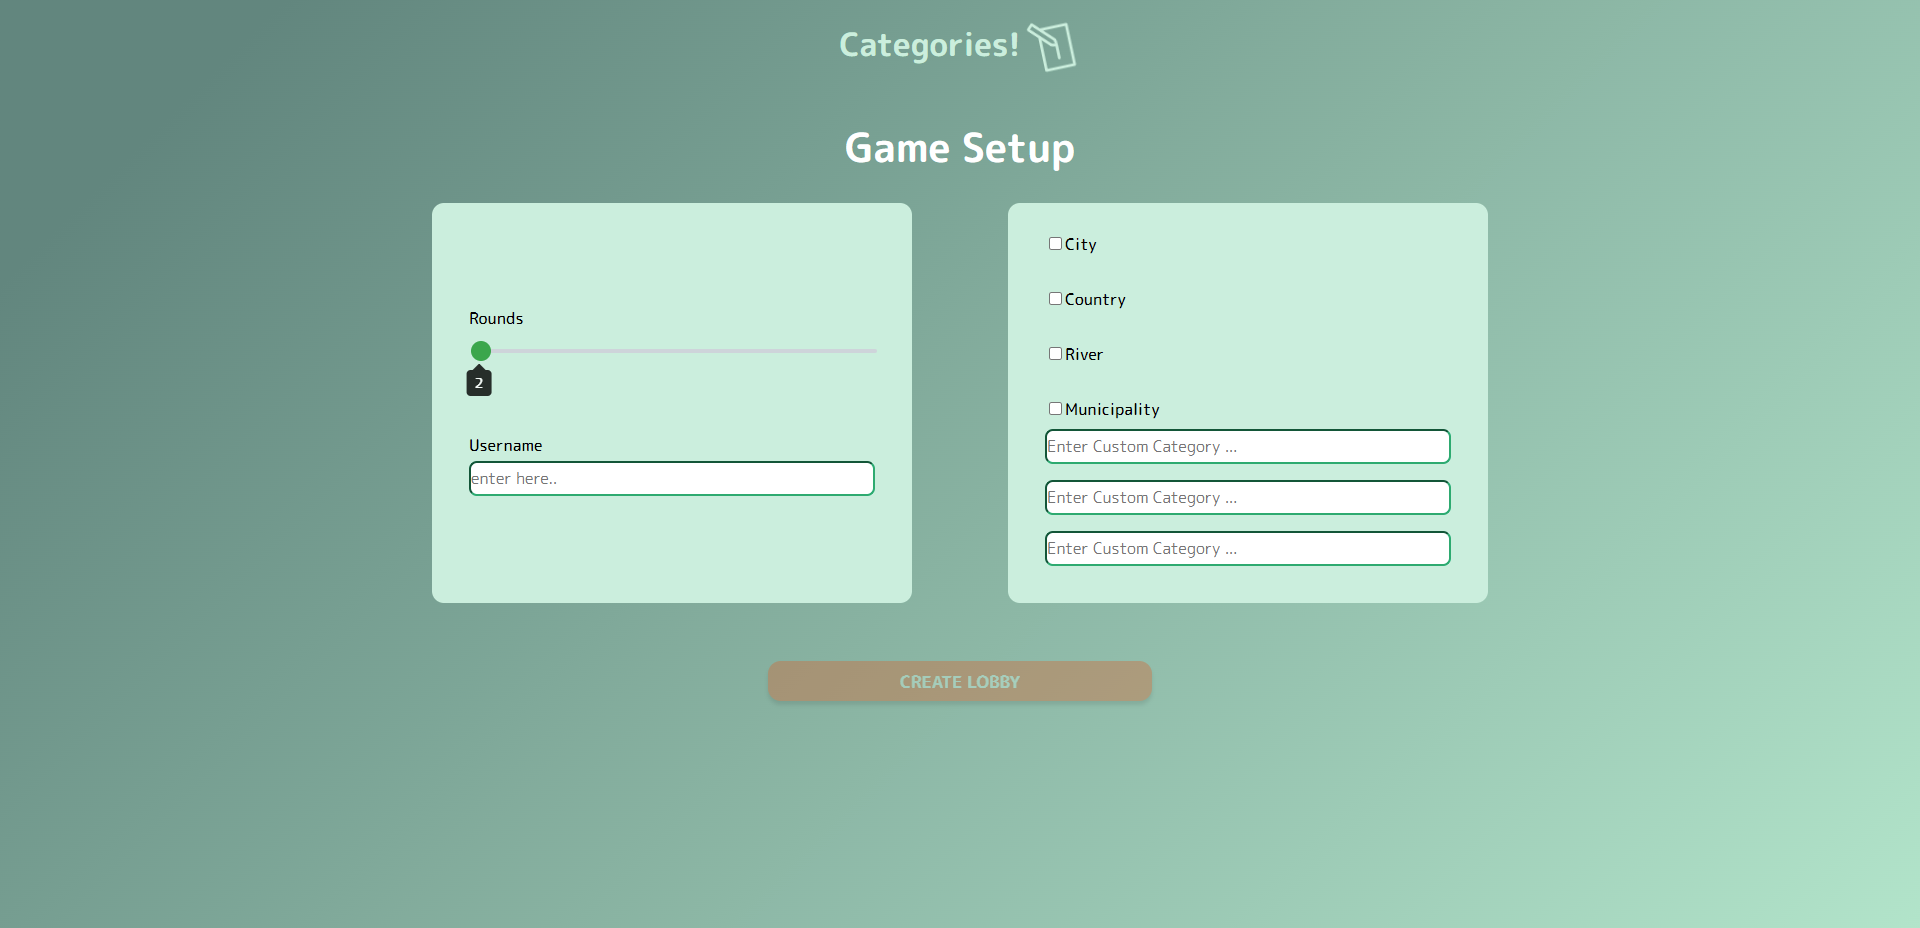 Categories!
Game Setup
Rounds
2
Username
enter here..
City
Country
River
Municipality
Enter Custom Category ...
Enter Custom Category ...
Enter Custom Category ...
CREATE LOBBY